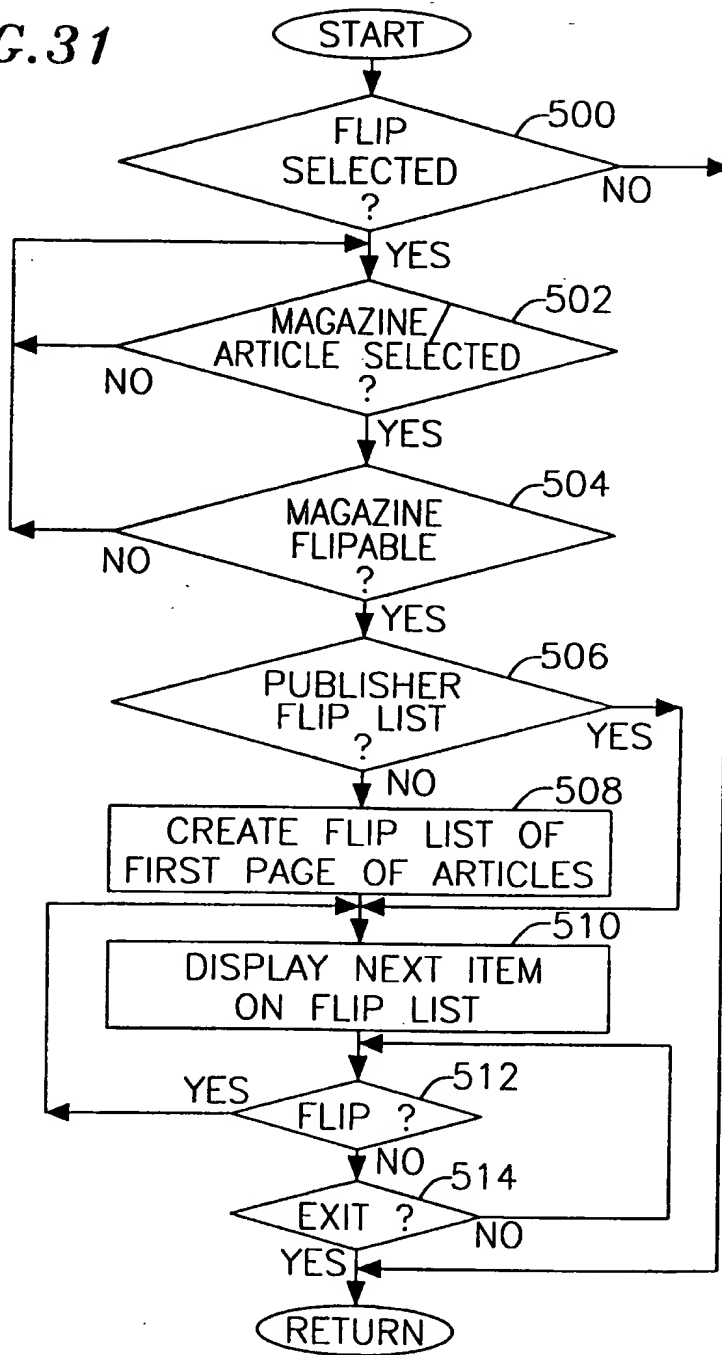 G.31
START
500
FLIP
SELECTED
?
NO
YES
502
MAGAZINE/
ARTICLE SELECTED
?
NO
YES
504
MAGAZINE
FLIPABLE
?
NO
YES
506
PUBLISHER
FLIP LIST
?
YES
NO
508
CREATE FLIP LIST OF
FIRST PAGE OF ARTICLES
510
DISPLAY NEXT ITEM
ON FLIP LIST
512
YES
FLIP ?
NO
514
EXIT ?
NO
YES
RETURN